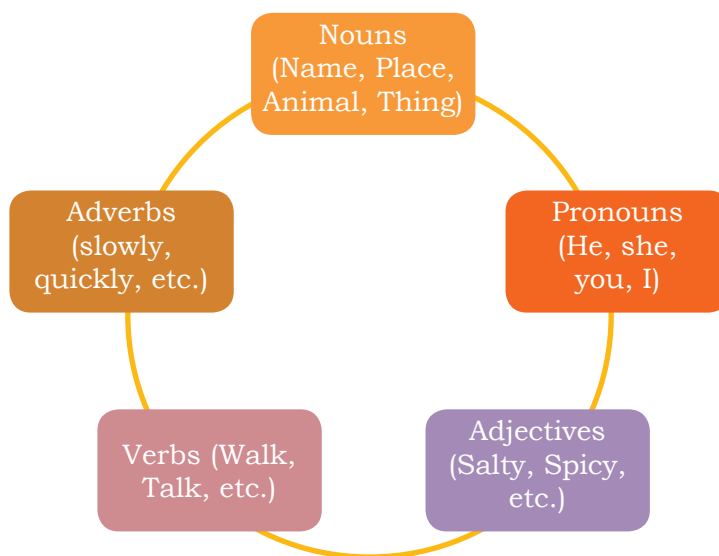 Nouns
(Name, Place,
Animal, Thing)
Pronouns
(He, she,
you, I)
Adjectives
(Salty, Spicy,
etc.)
Verbs (Walk,
Talk, etc.)
Adverbs
(slowly,
quickly, etc.)